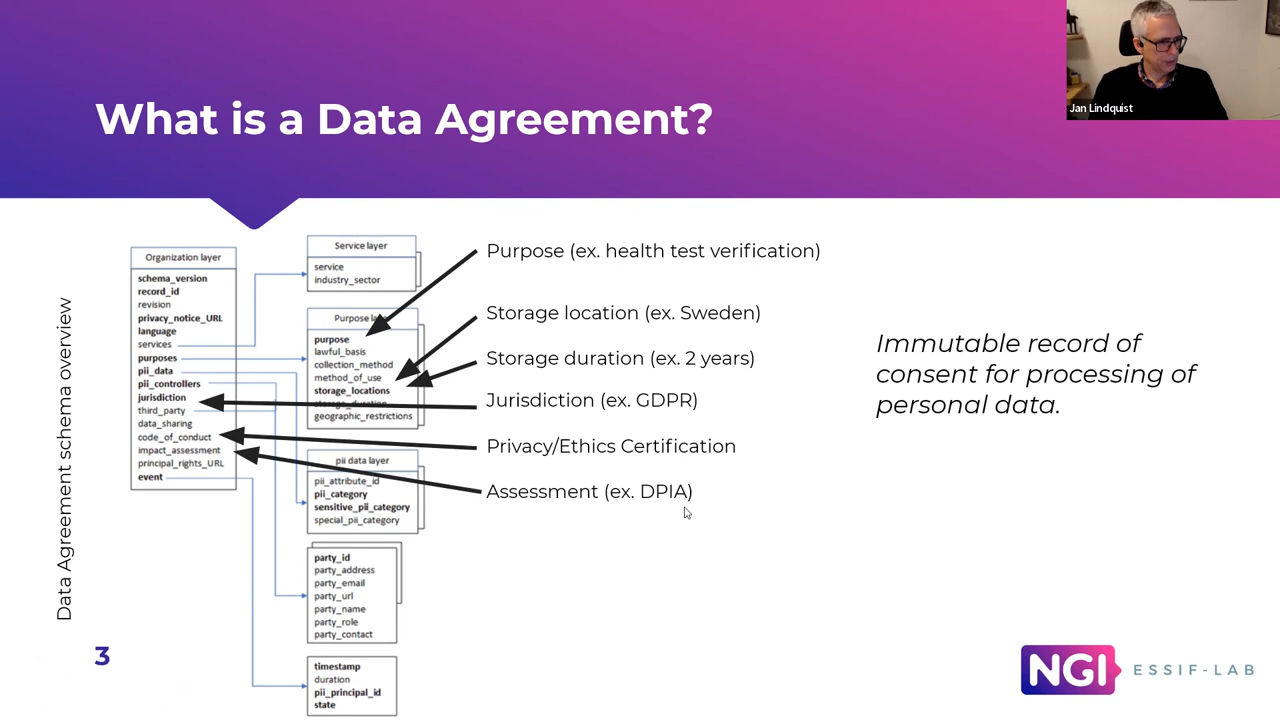 Jan Lindquist
What is a Data Agreement?
Data Agreement schema overview
Organization layer
schema_version
record_id
revision
privacy_notice_URL
language
services
purposes
pii_data
pii_controllers
jurisdiction
third_party
data_sharing
code_of_conduct
impact_assessment
principal_rights_URL
event
Service layer
service
industry_sector
Purpose layer
purpose
lawful_basis
collection_method
method_of_use
storage_locations
storage_duration
geographic_restrictions
pii data layer
pii_attribute_id
pii_category
sensitive_pii_category
special_pii_category
party_id
party_address
party_email
party_url
party_name
party_role
party_contact
timestamp
duration
pii_principal_id
state
Purpose (ex. health test verification)
Storage location (ex. Sweden)
Storage duration (ex. 2 years)
Jurisdiction (ex. GDPR)
Privacy/Ethics Certification
Assessment (ex. DPIA)
Immutable record of
consent for processing of
personal data.
3
NGI ESSIF-LAB